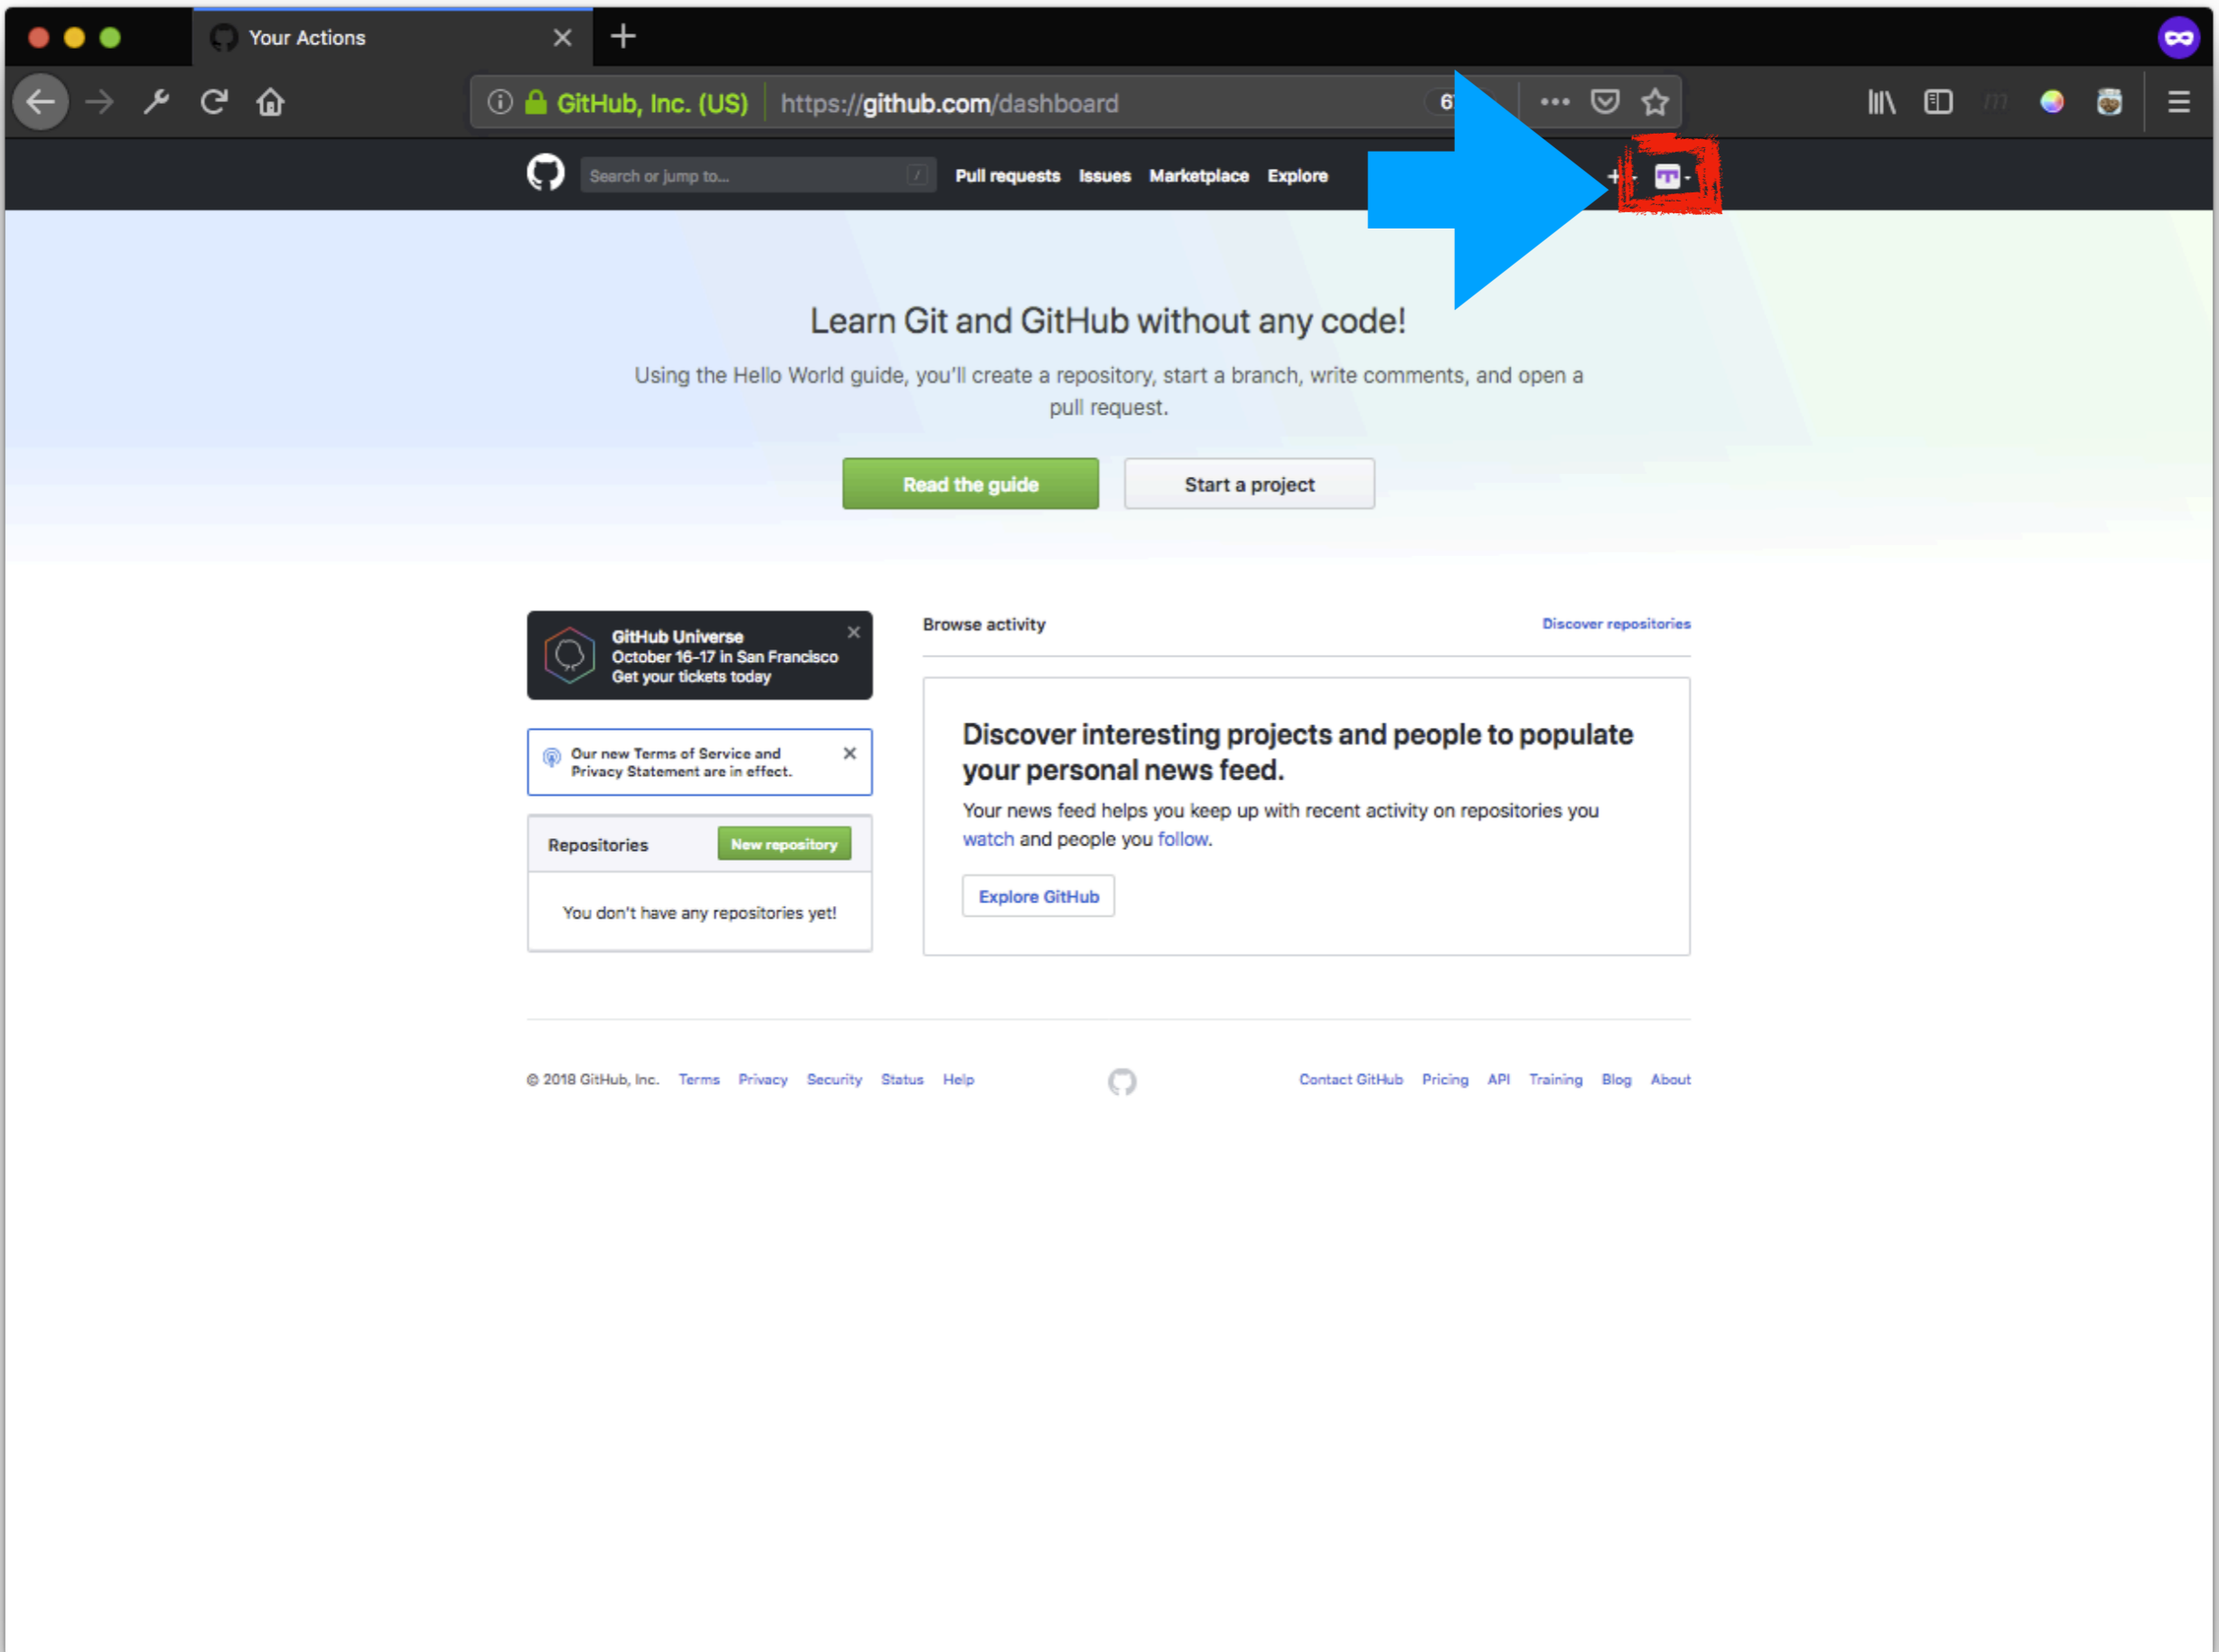 Your Actions
GitHub, Inc. (US) https://github.com/dashboard
Search or jump to... /
Pull requests Issues Marketplace Explore
Learn Git and GitHub without any code!
Using the Hello World guide, you'll create a repository, start a branch, write comments, and open a
pull request.
Read the guide
Start a project
GitHub Universe
October 16-17 in San Francisco
Get your tickets today
Our new Terms of Service and
Privacy Statement are in effect.
Repositories
New repository
You don't have any repositories yet!
Browse activity
Discover repositories
Discover interesting projects and people to populate
your personal news feed.
Your news feed helps you keep up with recent activity on repositories you
watch and people you follow.
Explore GitHub
© 2018 GitHub, Inc. Terms Privacy Security Status Help
Contact GitHub Pricing API Training Blog About